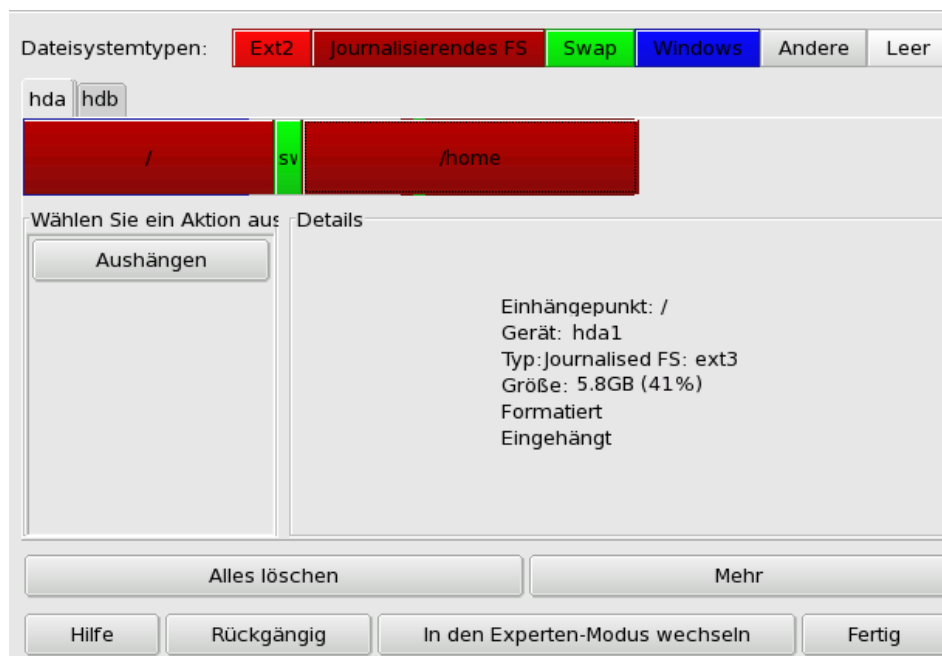 Dateisystemtypen: Ext2 Journalisierendes FS Swap Windows Andere Leer
hda hdb
/ sw /home
Wählen Sie ein Aktion aus Details
Aushängen
Einhängepunkt: /
Gerät: hda1
Typ:Journalised FS: ext3
Größe: 5.8GB (41%)
Formatiert
Eingehängt
Alles löschen Mehr
Hilfe Rückgängig In den Experten-Modus wechseln Fertig